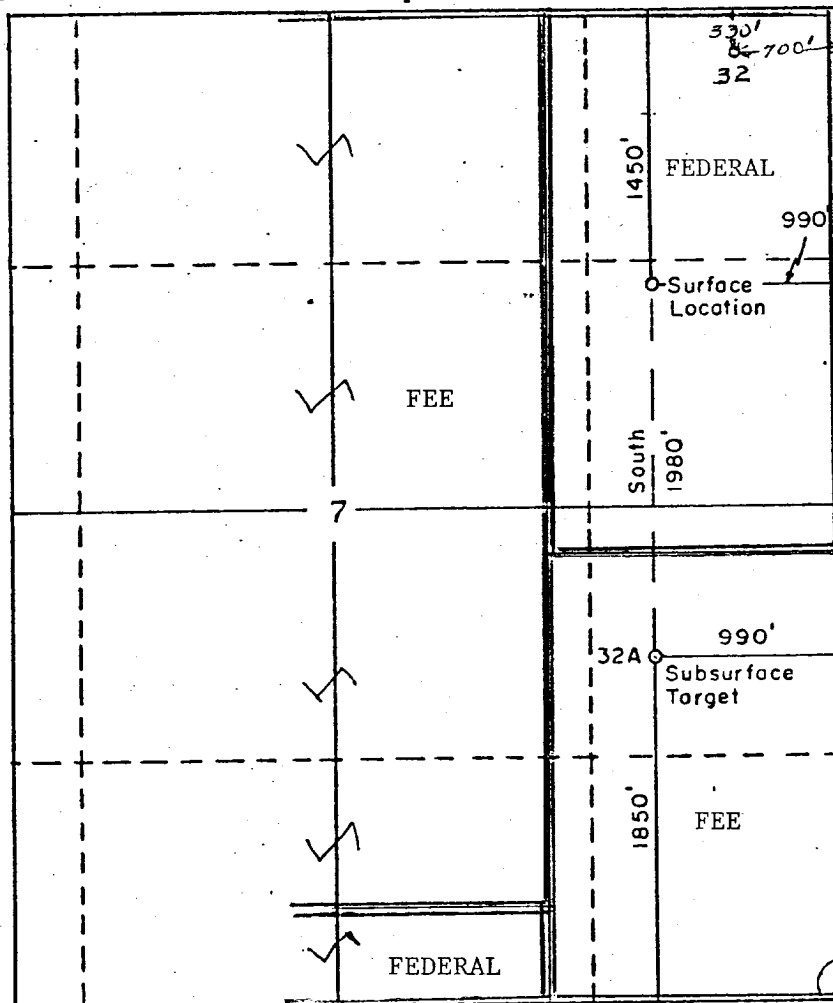 330'
700'
32
1450'
FEDERAL
990'
Surface
Location
FEE
South
1980'
7
990'
32A
Subsurface
Target
1850'
FEE
FEDERAL